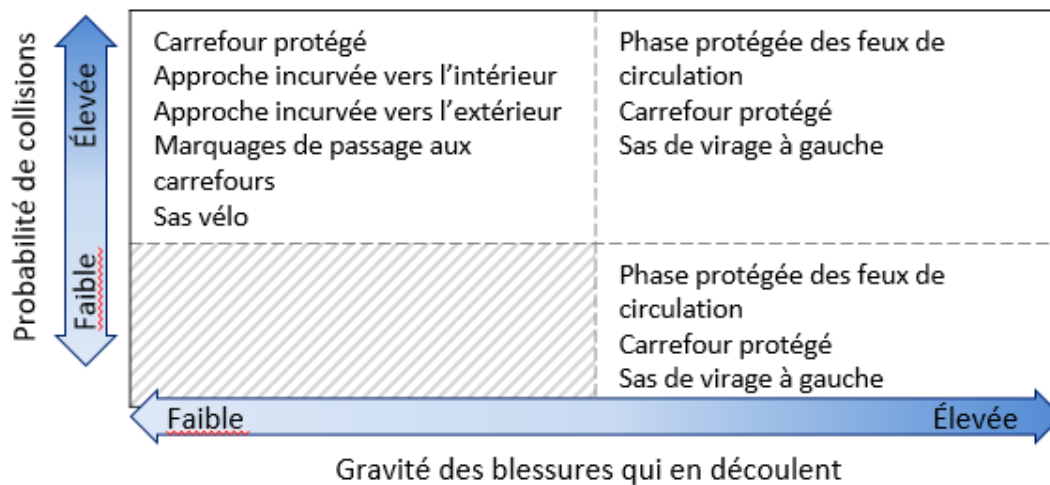 Probabilité de collisions
Élevée
Faible
Carrefour protégé
Approche incurvée vers l'intérieur
Approche incurvée vers l'extérieur
Marquages de passage aux
carrefours
Sas vélo
Phase protégée des feux de
circulation
Carrefour protégé
Sas de virage à gauche
Phase protégée des feux de
circulation
Carrefour protégé
Sas de virage à gauche
Faible
Élevée
Gravité des blessures qui en découlent